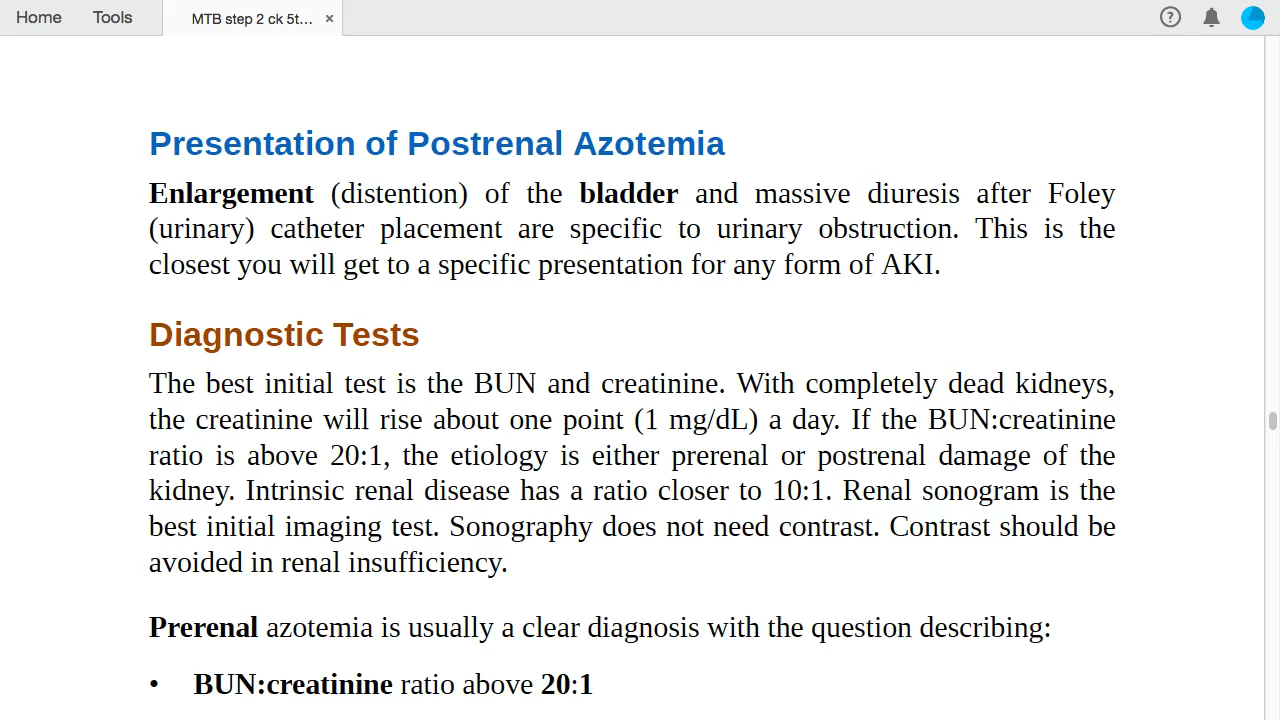 Home Tools MTB step 2 ck 5t... ×
Presentation of Postrenal Azotemia
Enlargement (distention) of the bladder and massive diuresis after Foley
(urinary) catheter placement are specific to urinary obstruction. This is the
closest you will get to a specific presentation for any form of AKI.
Diagnostic Tests
The best initial test is the BUN and creatinine. With completely dead kidneys,
the creatinine will rise about one point (1 mg/dL) a day. If the BUN:creatinine
ratio is above 20:1, the etiology is either prerenal or postrenal damage of the
kidney. Intrinsic renal disease has a ratio closer to 10:1. Renal sonogram is the
best initial imaging test. Sonography does not need contrast. Contrast should be
avoided in renal insufficiency.
Prerenal azotemia is usually a clear diagnosis with the question describing:
• BUN:creatinine ratio above 20:1